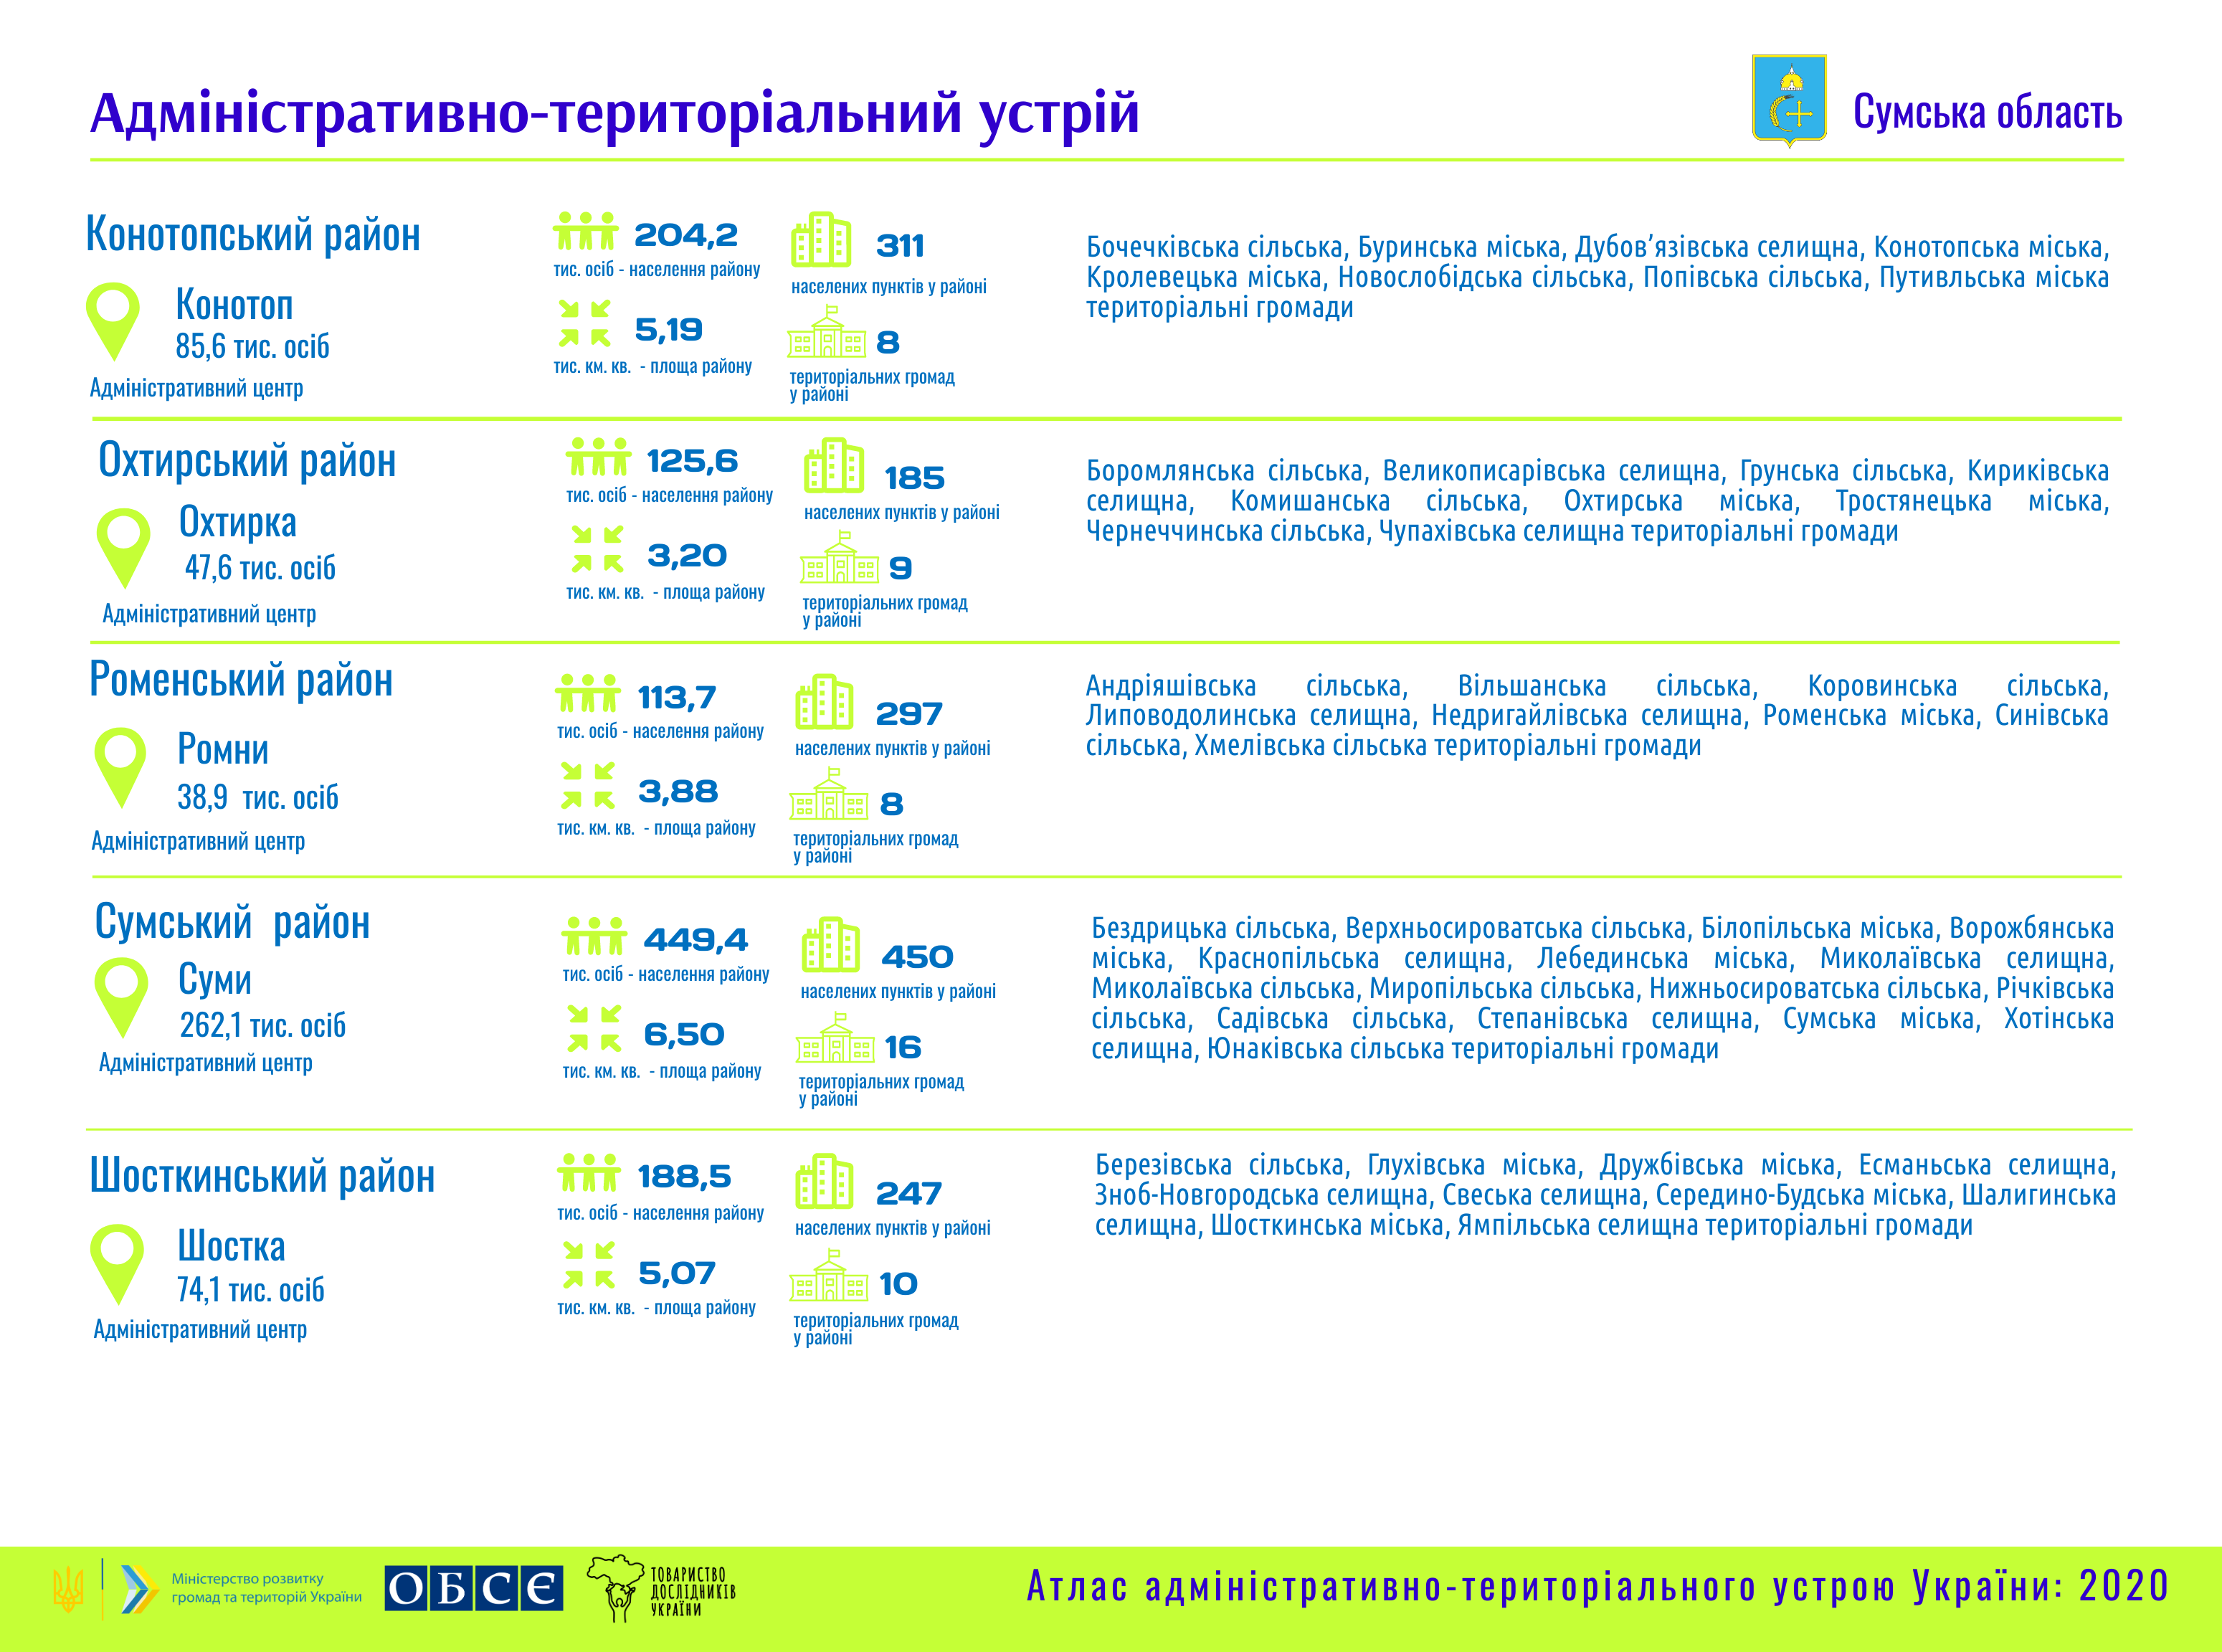 Адміністративно-територіальний устрій
Сумська область
Конотопський район
Конотоп
85,6 тис. осіб
Адміністративний центр
204,2
тис. осіб - населення району
5,19
тис. км. кв. - площа району
311
населених пунктів у районі
8
територіальних громад
у районі
Бочечківська сільська, Буринська міська, Дубов’язівська селищна, Конотопська міська,
Кролевецька міська, Новослобідська сільська, Попівська сільська, Путивльська міська
територіальні громади
Охтирський район
Охтирка
47,6 тис. осіб
Адміністративний центр
125,6
тис. осіб - населення району
3,20
тис. км. кв. - площа району
185
населених пунктів у районі
9
територіальних громад
у районі
Боромлянська сільська, Великописарівська селищна, Грунська сільська, Кириківська
селищна, Комишанська сільська, Охтирська міська, Тростянецька міська,
Чернеччинська сільська, Чупахівська селищна територіальні громади
Роменський район
Ромни
38,9 тис. осіб
Адміністративний центр
113,7
тис. осіб - населення району
3,88
тис. км. кв. - площа району
297
населених пунктів у районі
8
територіальних громад
у районі
Андріяшівська сільська, Вільшанська сільська, Коровинська сільська,
Липоводолинська селищна, Недригайлівська селищна, Роменська міська, Синівська
сільська, Хмелівська сільська територіальні громади
Сумський район
Суми
262,1 тис. осіб
Адміністративний центр
449,4
тис. осіб - населення району
6,50
тис. км. кв. - площа району
450
населених пунктів у районі
16
територіальних громад
у районі
Бездрицька сільська, Верхньосироватська сільська, Білопільська міська, Ворожбянська
міська, Краснопільська селищна, Лебединська міська, Миколаївська селищна,
Миколаївська сільська, Миропільська сільська, Нижньосироватська сільська, Річківська
сільська, Садівська сільська, Степанівська селищна, Сумська міська, Хотінська
селищна, Юнаківська сільська територіальні громади
Шосткинський район
Шостка
74,1 тис. осіб
Адміністративний центр
188,5
тис. осіб - населення району
5,07
тис. км. кв. - площа району
247
населених пунктів у районі
10
територіальних громад
у районі
Березівська сільська, Глухівська міська, Дружбівська міська, Есманьська селищна,
Зноб-Новгородська селищна, Свеська селищна, Середино-Будська міська, Шалигинська
селищна, Шосткинська міська, Ямпільська селищна територіальні громади
Міністерство розвитку
громад та територій України
ОБСЄ
ТОВАРИСТВО
ДОСЛІДНИКІВ
УКРАЇНИ
Атлас адміністративно-територіального устрою України: 2020